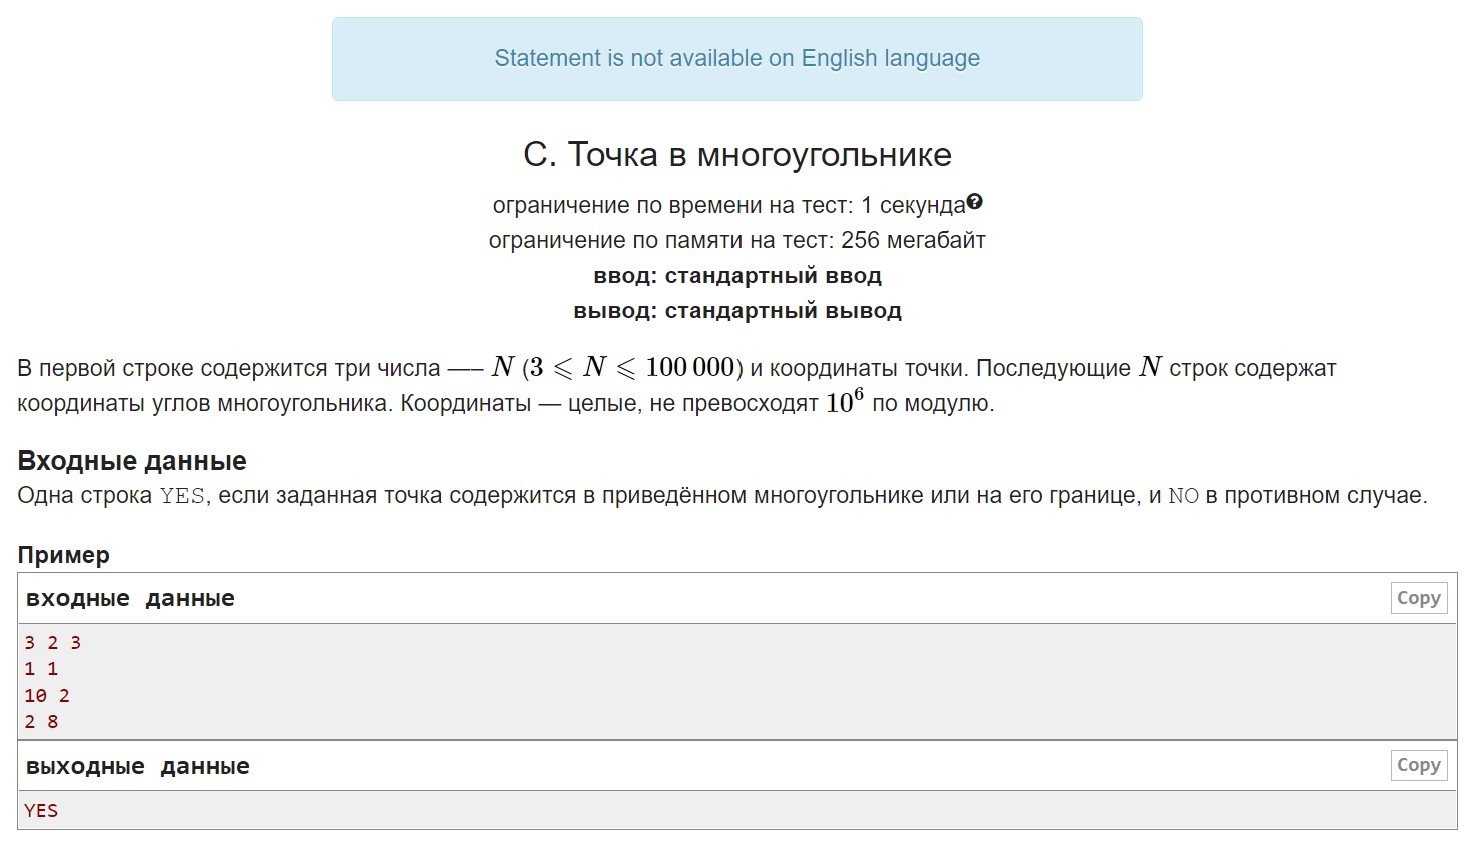 Statement is not available on English language
C. Точка в многоугольнике
ограничение по времени на тест: 1 секунда
ограничение по памяти на тест: 256 мегабайт
ввод: стандартный ввод
вывод: стандартный вывод
В первой строке содержится три числа —– N (3 ⩽ N ⩽ 100 000) и координаты точки. Последующие N строк содержат
координаты углов многоугольника. Координаты — целые, не превосходят 10^6 по модулю.
Входные данные
Одна строка YES, если заданная точка содержится в приведённом многоугольнике или на его границе, и NO в противном случае.
Пример
входные данные Copy
3 2 3
1 1
10 2
2 8
выходные данные Copy
YES